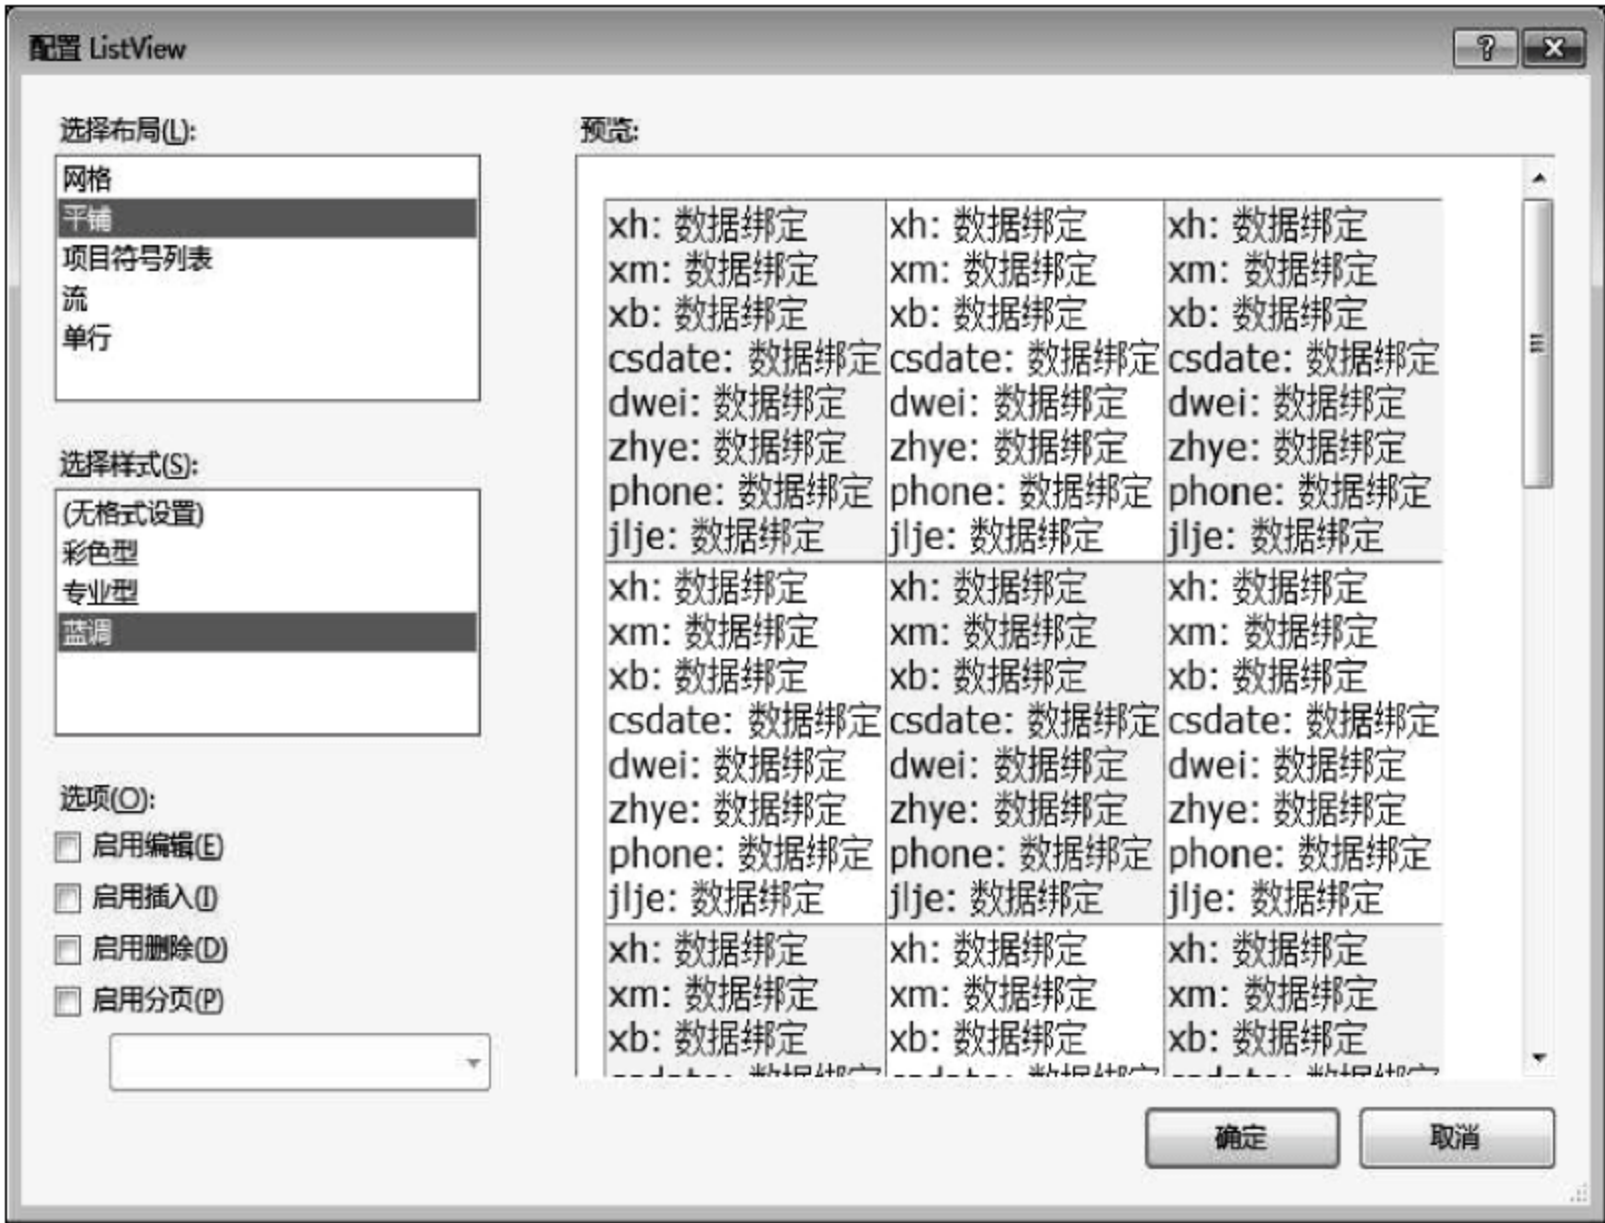 配置 ListView
选择布局(L):
网格
平铺
项目符号列表
流
单行
选择样式(S):
(无格式设置)
彩色型
专业型
蓝调
选项(O):
启用编辑(E)
启用插入(I)
启用删除(D)
启用分页(P)
预览:
xh: 数据绑定 xh: 数据绑定 xh: 数据绑定
xm: 数据绑定 xm: 数据绑定 xm: 数据绑定
xb: 数据绑定 xb: 数据绑定 xb: 数据绑定
csdate: 数据绑定 csdate: 数据绑定 csdate: 数据绑定
dwei: 数据绑定 dwei: 数据绑定 dwei: 数据绑定
zhye: 数据绑定 zhye: 数据绑定 zhye: 数据绑定
phone: 数据绑定 phone: 数据绑定 phone: 数据绑定
jlje: 数据绑定 jlje: 数据绑定 jlje: 数据绑定
xh: 数据绑定 xh: 数据绑定 xh: 数据绑定
xm: 数据绑定 xm: 数据绑定 xm: 数据绑定
xb: 数据绑定 xb: 数据绑定 xb: 数据绑定
csdate: 数据绑定 csdate: 数据绑定 csdate: 数据绑定
dwei: 数据绑定 dwei: 数据绑定 dwei: 数据绑定
zhye: 数据绑定 zhye: 数据绑定 zhye: 数据绑定
phone: 数据绑定 phone: 数据绑定 phone: 数据绑定
jlje: 数据绑定 jlje: 数据绑定 jlje: 数据绑定
xh: 数据绑定 xh: 数据绑定 xh: 数据绑定
xm: 数据绑定 xm: 数据绑定 xm: 数据绑定
xb: 数据绑定 xb: 数据绑定 xb: 数据绑定
确定 取消